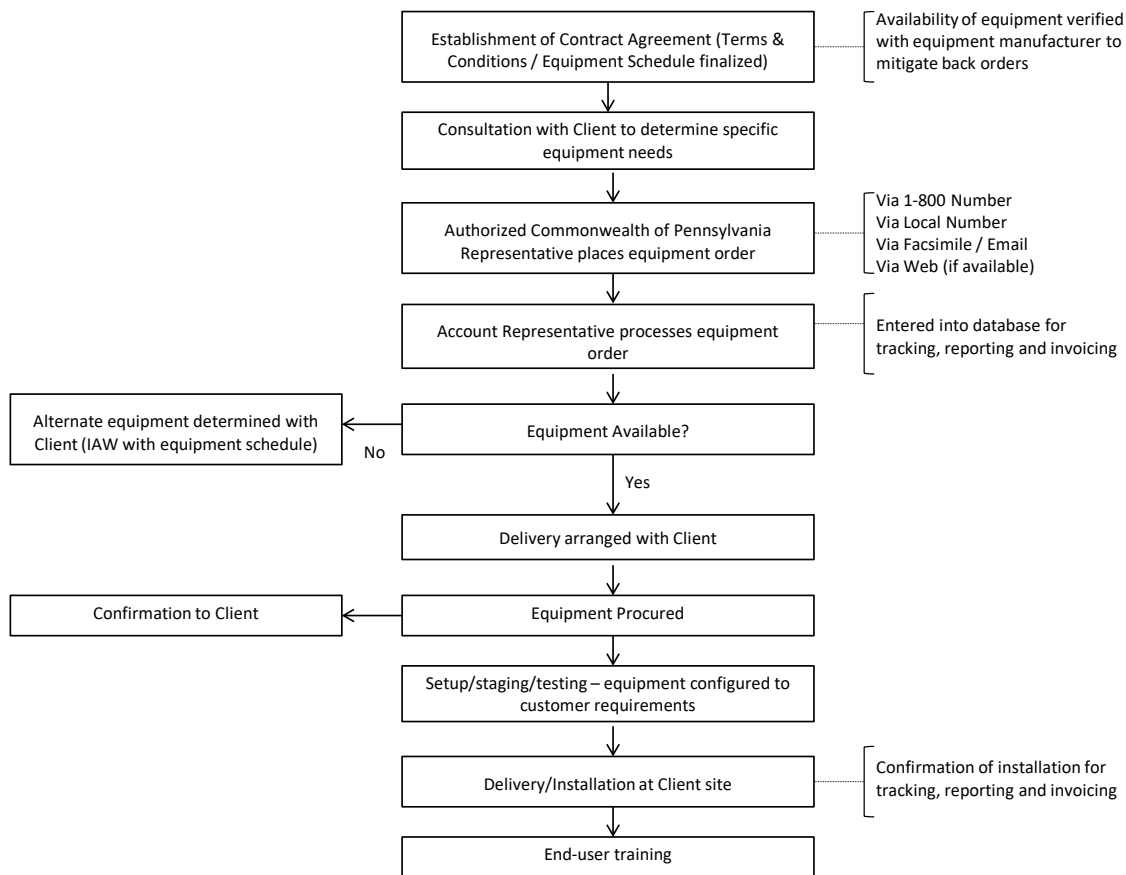 Establishment of Contract Agreement (Terms &
Conditions / Equipment Schedule finalized)
Availability of equipment verified
with equipment manufacturer to
mitigate back orders
Consultation with Client to determine specific
equipment needs
Authorized Commonwealth of Pennsylvania
Representative places equipment order
Via 1-800 Number
Via Local Number
Via Facsimile / Email
Via Web (if available)
Account Representative processes equipment
order
Entered into database for
tracking, reporting and invoicing
Equipment Available?
No
Alternate equipment determined with
Client (IAW with equipment schedule)
Yes
Delivery arranged with Client
Equipment Procured
Confirmation to Client
Setup/staging/testing – equipment configured to
customer requirements
Delivery/Installation at Client site
Confirmation of installation for
tracking, reporting and invoicing
End-user training